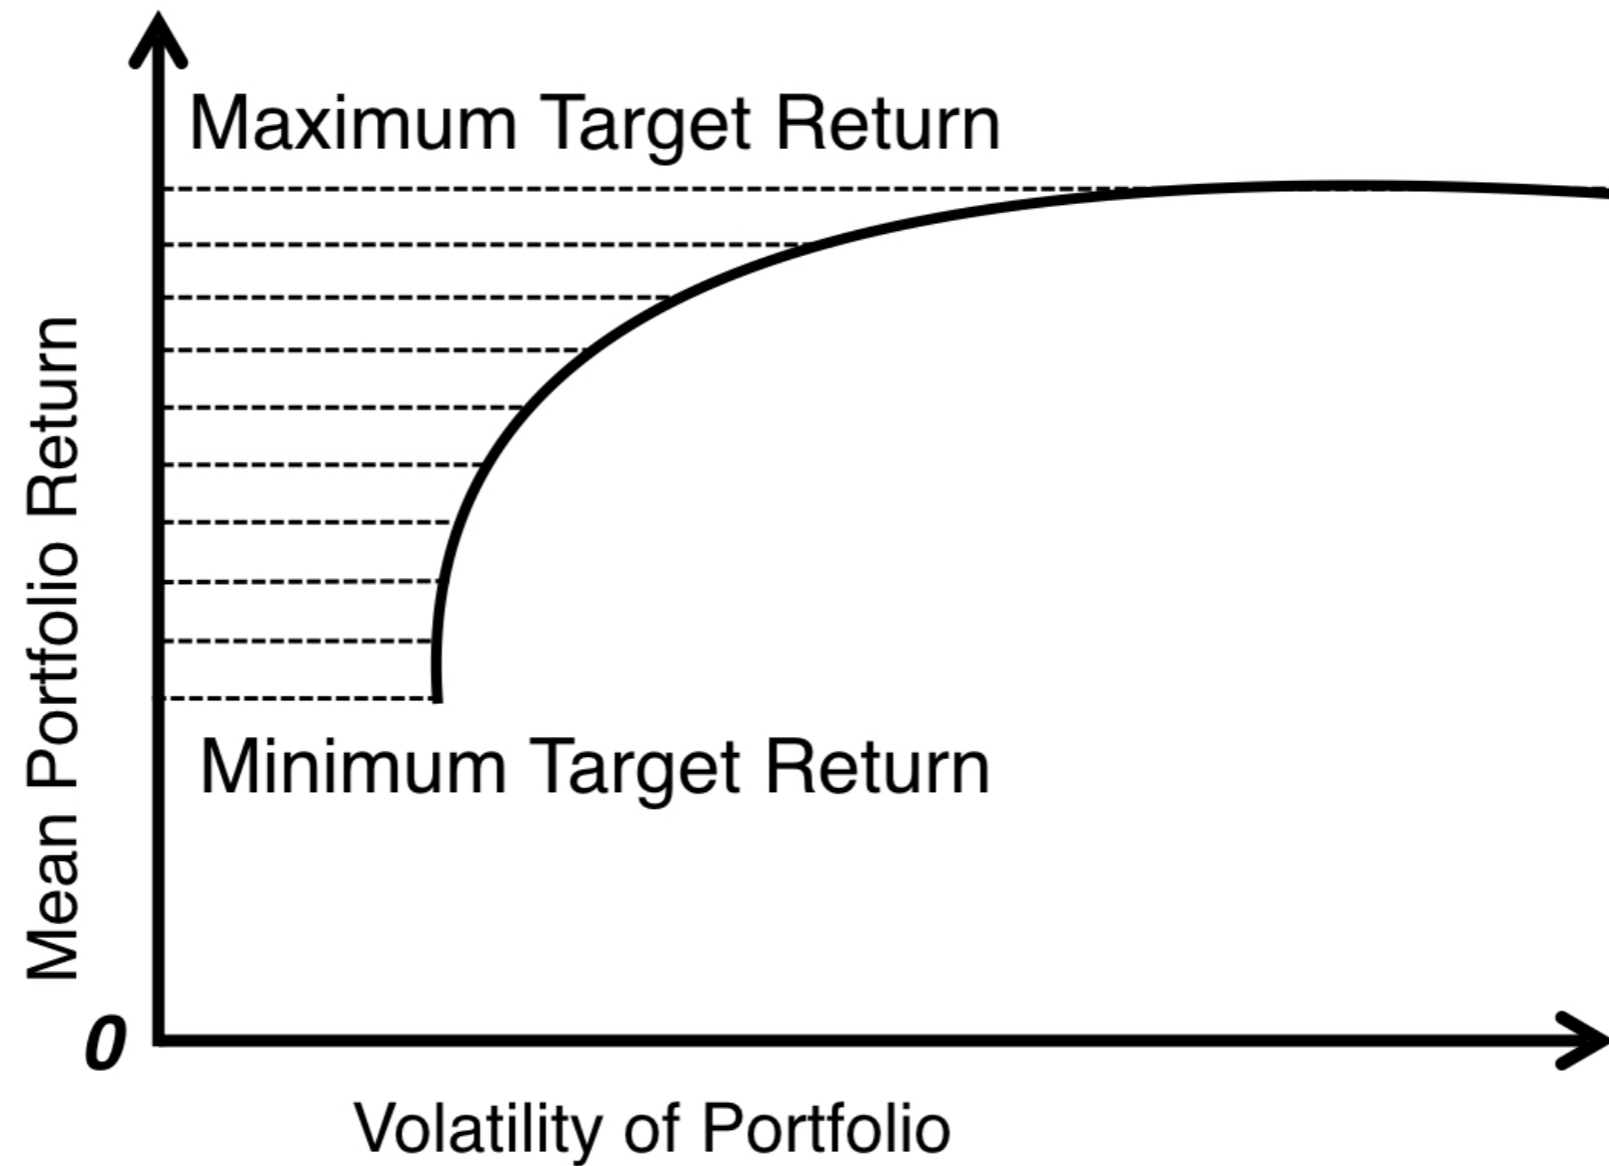 Maximum Target Return
Mean Portfolio Return
Minimum Target Return
0
Volatility of Portfolio